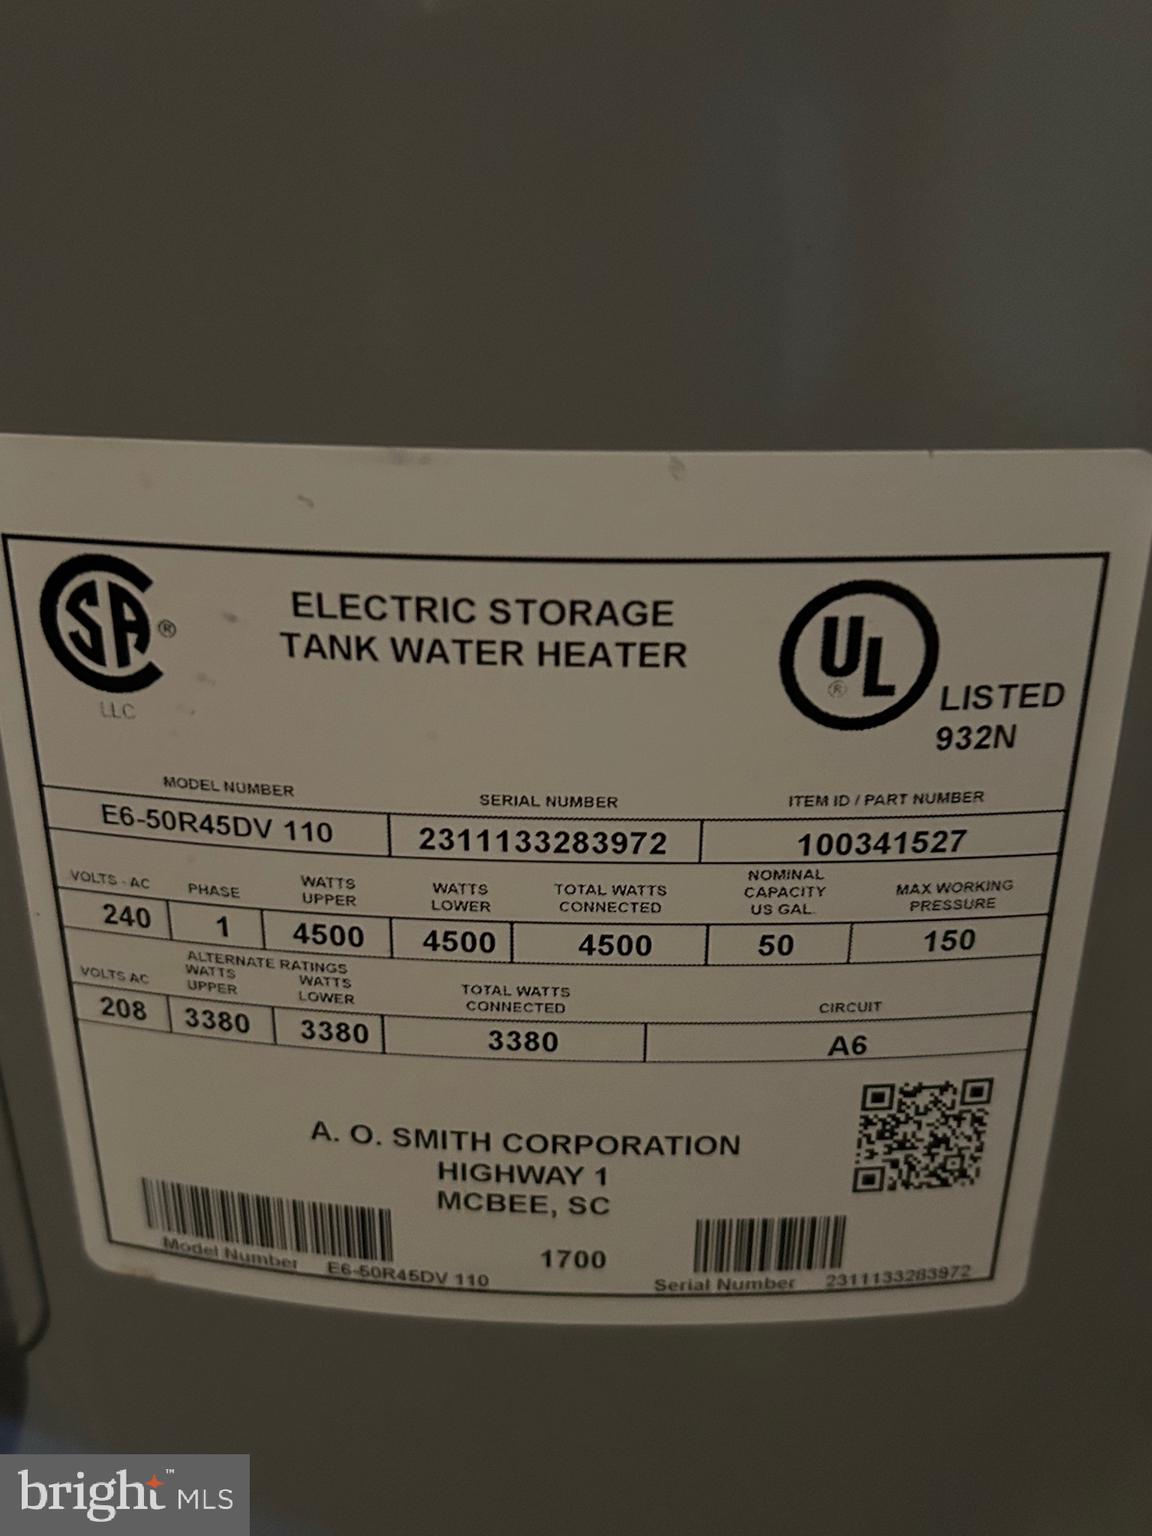 SA ®
LLC
ELECTRIC STORAGE
TANK WATER HEATER
UL ®
LISTED
932N
MODEL NUMBER SERIAL NUMBER ITEM ID / PART NUMBER
E6-50R45DV 110 2311133283972 100341527
VOLTS - AC PHASE WATTS UPPER WATTS LOWER TOTAL WATTS CONNECTED NOMINAL CAPACITY US GAL. MAX WORKING PRESSURE
240 1 4500 4500 4500 50 150
ALTERNATE RATINGS
VOLTS AC WATTS UPPER WATTS LOWER TOTAL WATTS CONNECTED CIRCUIT
208 3380 3380 3380 A6
A. O. SMITH CORPORATION
HIGHWAY 1
MCBEE, SC
1700
Model Number E6-50R45DV 110
Serial Number 2311133283972
bright™ MLS